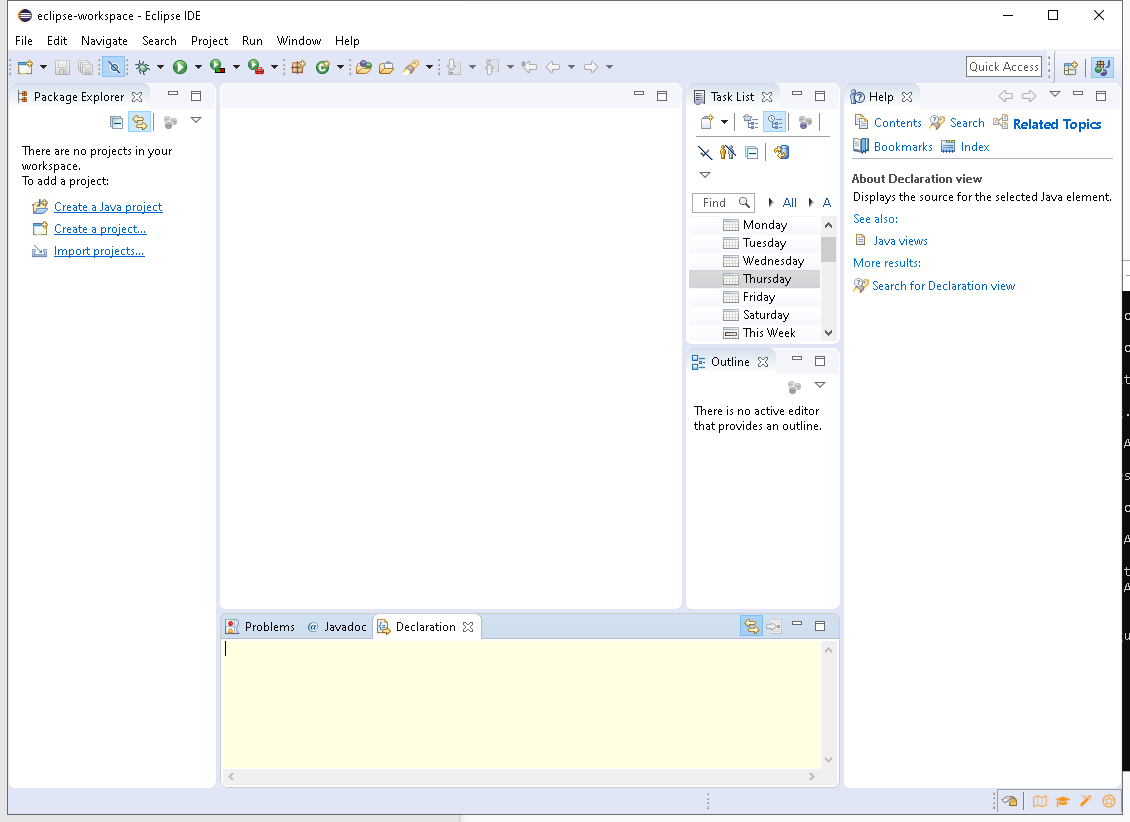 eclipse-workspace - Eclipse IDE
File Edit Navigate Search Project Run Window Help
Quick Access
Package Explorer
There are no projects in your
workspace.
To add a project:
Create a Java project
Create a project...
Import projects...
Task List
Find All A
Monday
Tuesday
Wednesday
Thursday
Friday
Saturday
This Week
Outline
There is no active editor
that provides an outline.
Help
Contents Search Related Topics
Bookmarks Index
About Declaration view
Displays the source for the selected Java element.
See also:
Java views
More results:
Search for Declaration view
Problems @ Javadoc Declaration